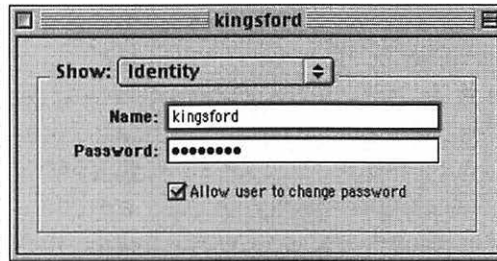 kingsford
Show: Identity
Name: kingsford
Password: ••••••••
Allow user to change password